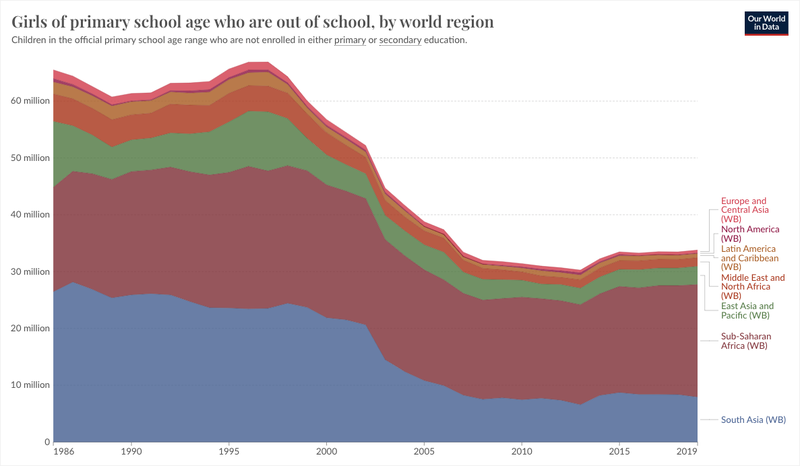 Girls of primary school age who are out of school, by world region
Our World
in Data
Children in the official primary school age range who are not enrolled in either primary or secondary education.
60 million
50 million
40 million
30 million
20 million
10 million
0
1986
1990
1995
2000
2005
2010
2015
2019
Europe and
Central Asia
(WB)
North America
(WB)
Latin America
and Caribbean
(WB)
Middle East and
North Africa
(WB)
East Asia and
Pacific (WB)
Sub-Saharan
Africa (WB)
South Asia (WB)